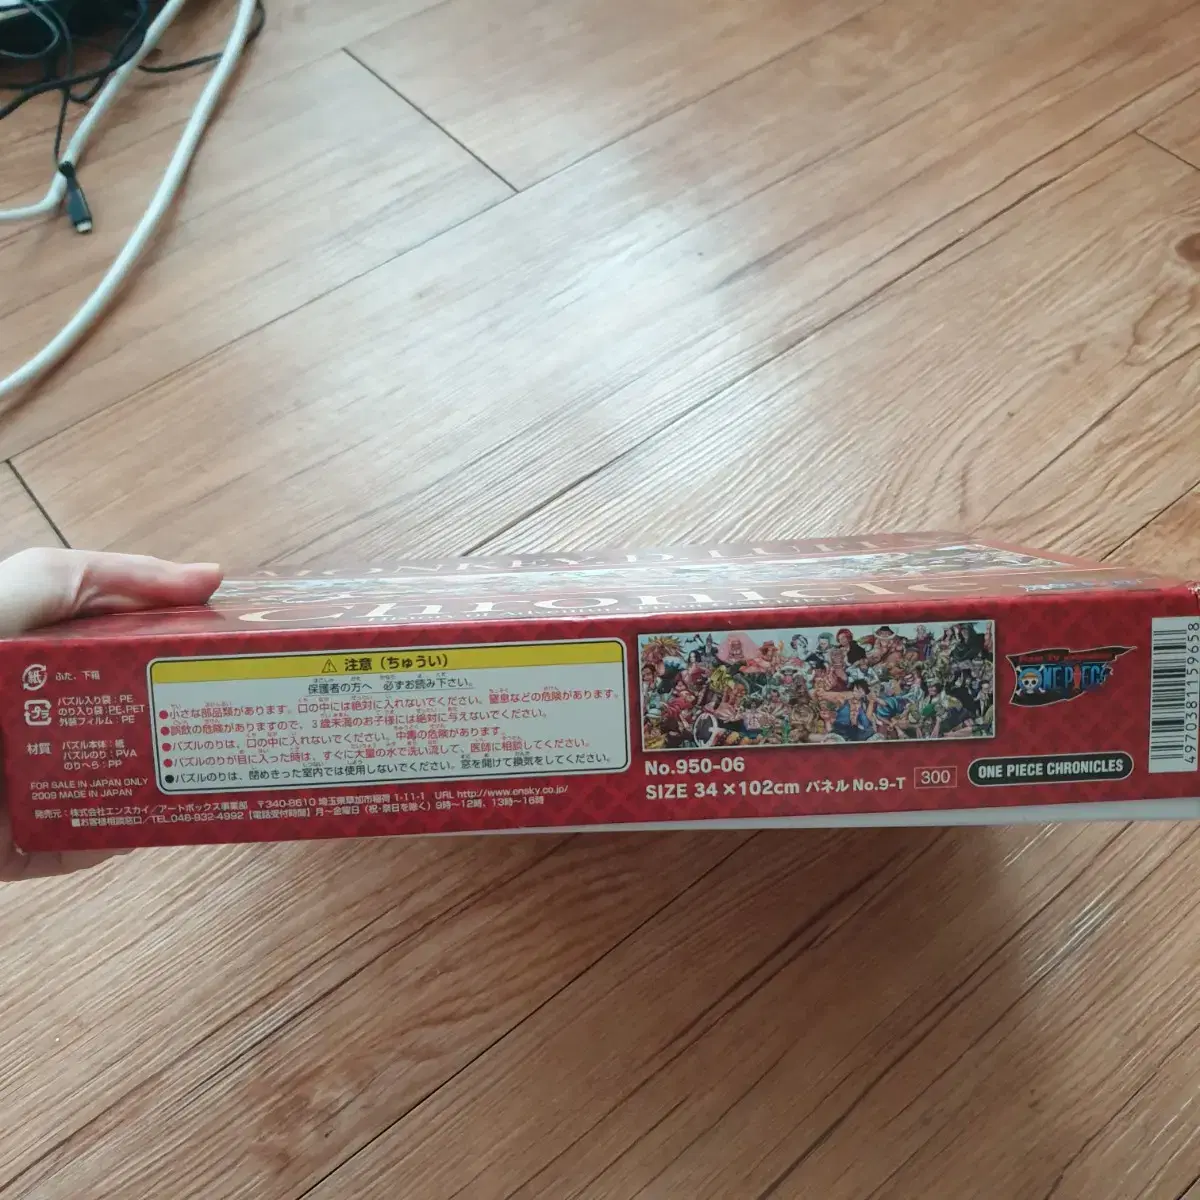 MONKEY.D.LUFFY
Chronicle
紙
ふた、下箱
プラ
パズル入り袋：PE
のり入り袋：PE,PET
外装フィルム：PE
材質
パズル本体：紙
パズルのり：PVA
のりへら：PP
FOR SALE IN JAPAN ONLY
2009 MADE IN JAPAN
発売元：株式会社エンスカイ／アートボックス事業部 〒340-8610 埼玉県草加市稲荷 1-11-1 URL http://www.ensky.co.jp/
■お客様相談窓口／TEL.048-932-4992【電話受付時間】月〜金曜日（祝・祭日を除く）9時〜12時、13時〜16時
⚠ 注意（ちゅうい）
保護者の方へ 必ずお読み下さい。
●小さな部品類があります。口の中には絶対に入れないでください。窒息などの危険があります。
●誤飲の危険がありますので、3歳未満のお子様には絶対に与えないでください。
●パズルのりは、口の中に入れないでください。中毒の危険があります。
●パズルのりが目に入った時は、すぐに大量の水で洗い流して、医師に相談してください。
●パズルのりは、閉めきった室内では使用しないでください。窓を開けて換気をしてください。
No.950-06
SIZE 34×102cm パネル No.9-T 300
ONE PIECE
ONE PIECE CHRONICLES
4970381159658